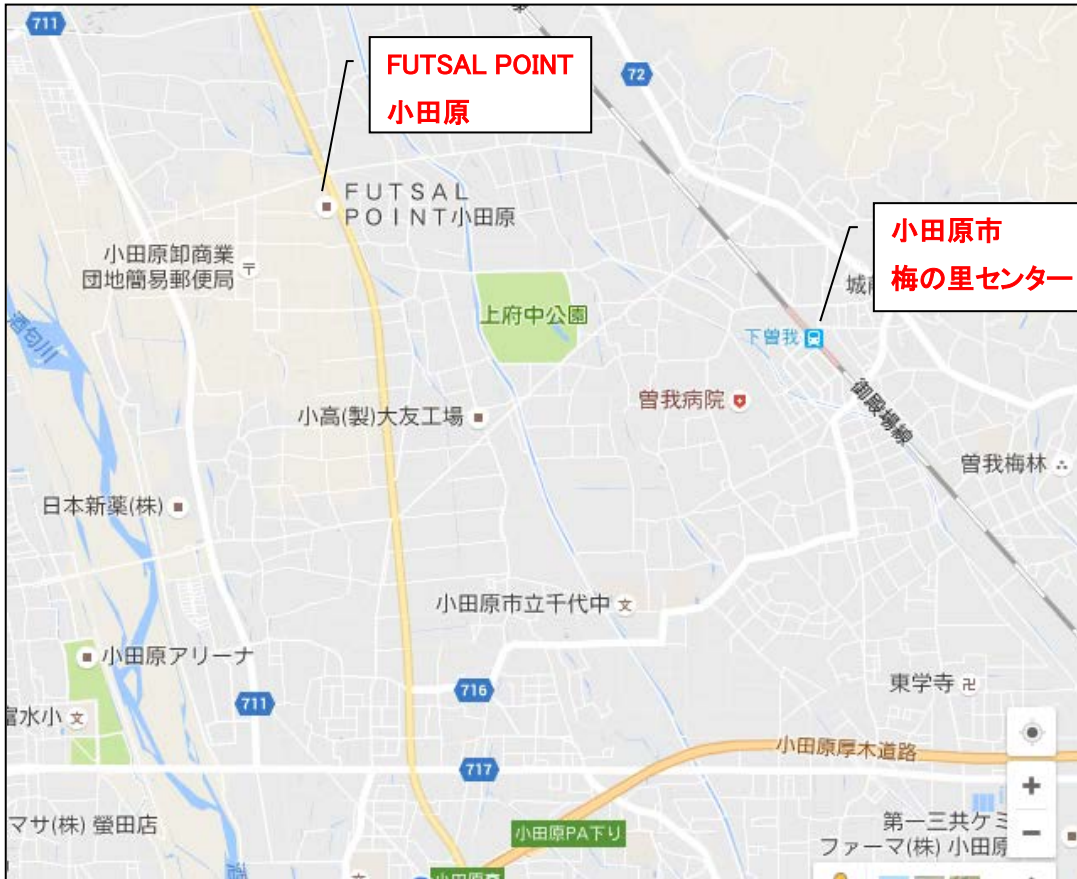 711
FUTSAL POINT
小田原
72
FUTSAL
POINT小田原
小田原卸商業
団地簡易郵便局
小田原市
梅の里センター
城前
酒匂川
上府中公園
下曽我
曽我病院
小高(製)大友工場
御殿場線
曽我梅林
日本新薬(株)
小田原市立千代中
小田原アリーナ
東学寺
716
711
富水小
小田原厚木道路
717
マサ(株) 螢田店
小田原PA下り
第一三共ケミ
ファーマ(株) 小田原
小田原東